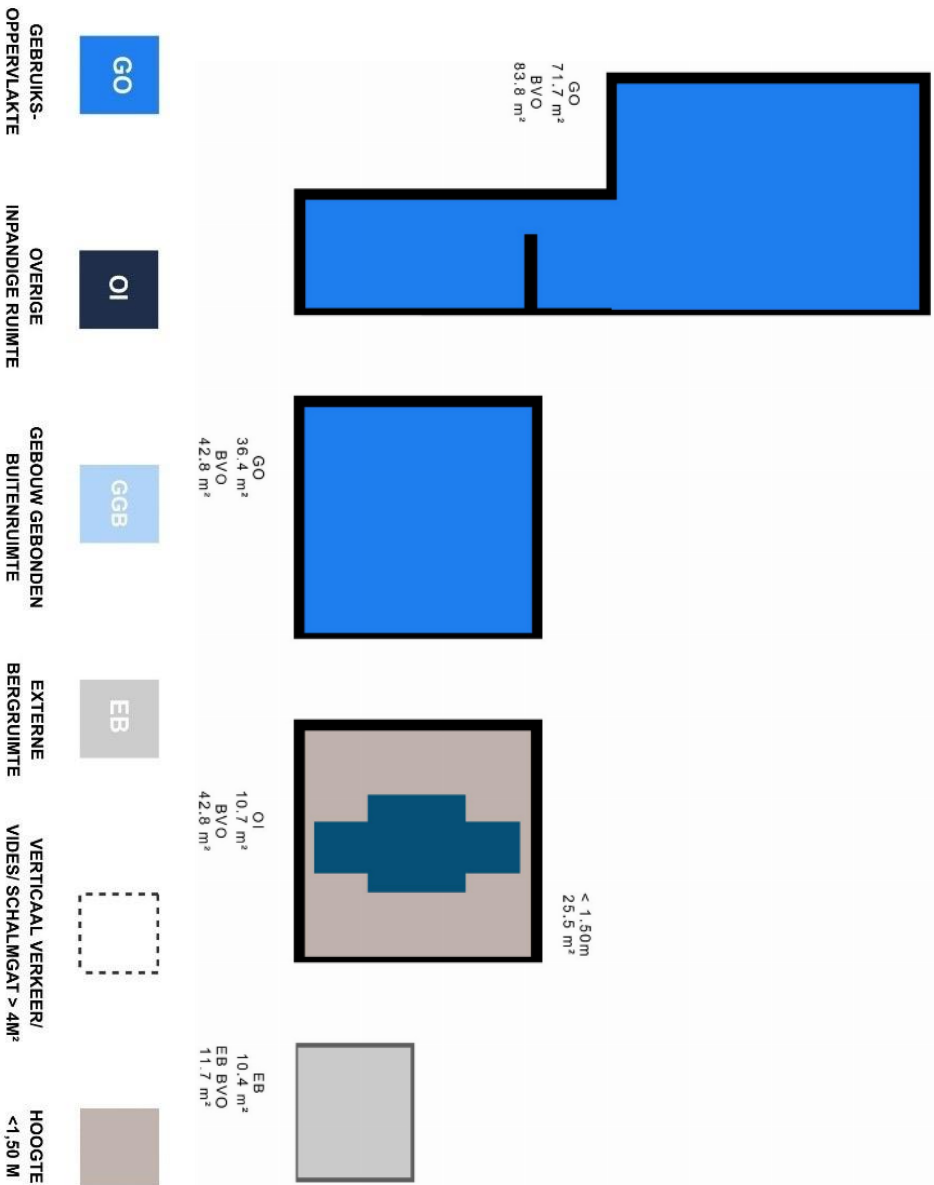 GO
71.7 m²
BVO
83.8 m²
GO
36.4 m²
BVO
42.8 m²
< 1.50m
25.5 m²
OI
10.7 m²
BVO
42.8 m²
EB
10.4 m²
EB BVO
11.7 m²
GO
GEBRUIKS-
OPPERVLAKTE
OI
OVERIGE
INPANDIGE RUIMTE
GGB
GEBOUW GEBONDEN
BUITENRUIMTE
EB
EXTERNE
BERGRUIMTE
VERTICAAL VERKEER/
VIDES/ SCHALMGAT > 4M²
HOOGTE
<1,50 M